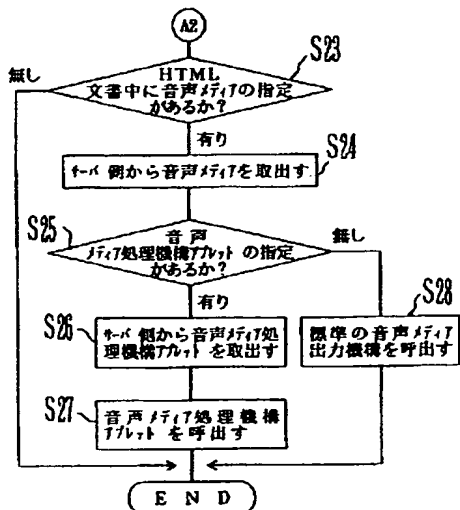 A2
S23
無し
HTML
文書中に音声メディアの指定
があるか?
有り
S24
サーバ側から音声メディアを取出す
S25
音声
メディア処理機構アプレットの指定
があるか?
無し
有り
S26
サーバ側から音声メディア処
理機構アプレットを取出す
S28
標準の音声メディア
出力機構を呼出す
S27
音声メディア処理機構
アプレットを呼出す
END